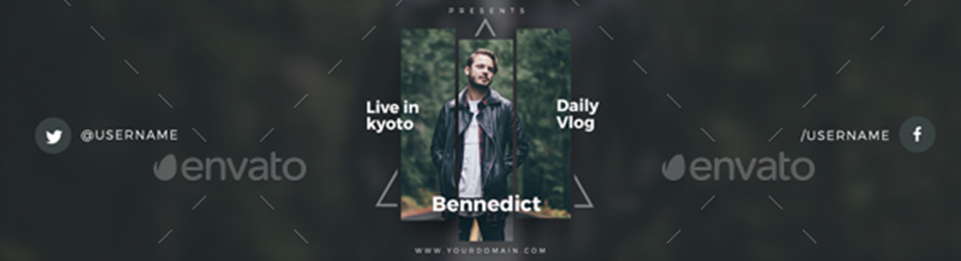 PRESENTS
Live in
kyoto
Daily
Vlog
@USERNAME
/USERNAME
envato
envato
Bennedict
WWW.YOURDOMAIN.COM